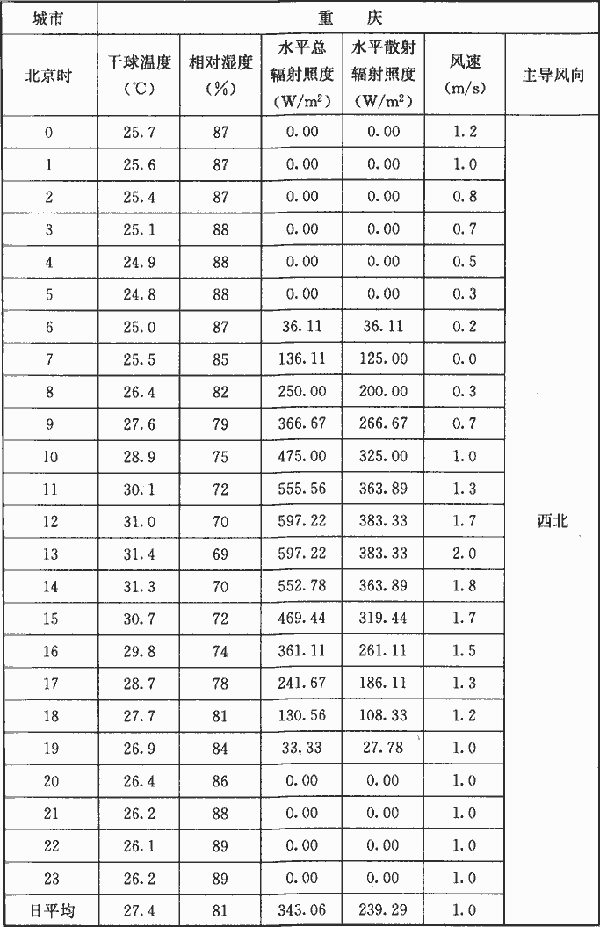 城市 重 庆
北京时 干球温度(℃) 相对湿度(%) 水平总辐射照度(W/m²) 水平散射辐射照度(W/m²) 风速(m/s) 主导风向
0 25.7 87 0.00 0.00 1.2
1 25.6 87 0.00 0.00 1.0
2 25.4 87 0.00 0.00 0.8
3 25.1 88 0.00 0.00 0.7
4 24.9 88 0.00 0.00 0.5
5 24.8 88 0.00 0.00 0.3
6 25.0 87 36.11 36.11 0.2
7 25.5 85 136.11 125.00 0.0
8 26.4 82 250.00 200.00 0.3
9 27.6 79 366.67 266.67 0.7
10 28.9 75 475.00 325.00 1.0
11 30.1 72 555.56 363.89 1.3
12 31.0 70 597.22 383.33 1.7 西北
13 31.4 69 597.22 383.33 2.0
14 31.3 70 552.78 363.89 1.8
15 30.7 72 469.44 319.44 1.7
16 29.8 74 361.11 261.11 1.5
17 28.7 78 241.67 186.11 1.3
18 27.7 81 130.56 108.33 1.2
19 26.9 84 33.33 27.78 1.0
20 26.4 86 0.00 0.00 1.0
21 26.2 88 0.00 0.00 1.0
22 26.1 89 0.00 0.00 1.0
23 26.2 89 0.00 0.00 1.0
日平均 27.4 81 343.06 239.29 1.0